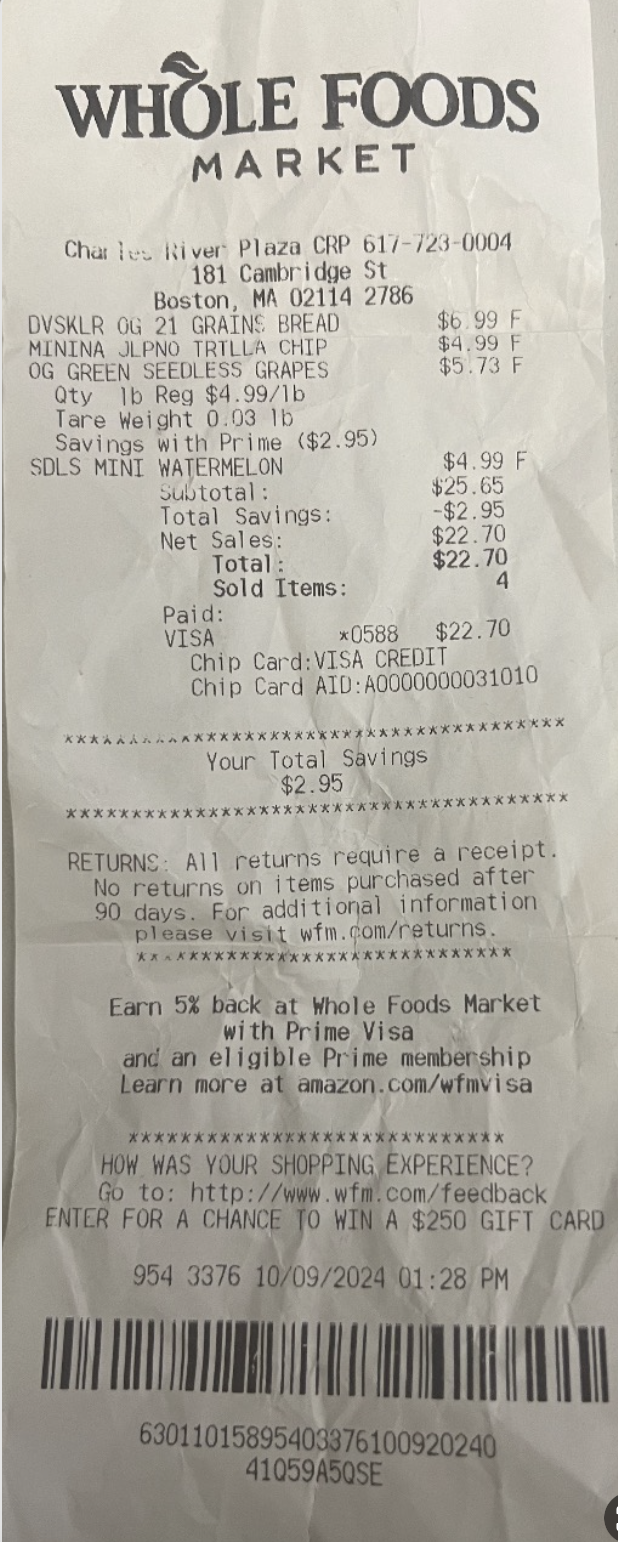 WHOLE FOODS
MARKET
Charles River Plaza CRP 617-723-0004
181 Cambridge St
Boston, MA 02114 2786
DVSKLR OG 21 GRAINS BREAD $6.99 F
MININA JLPNO TRTLLA CHIP $4.99 F
OG GREEN SEEDLESS GRAPES $5.73 F
Qty lb Reg $4.99/lb
Tare Weight 0.03 lb
Savings with Prime ($2.95)
SDLS MINI WATERMELON $4.99 F
Subtotal: $25.65
Total Savings: -$2.95
Net Sales: $22.70
Total: $22.70
Sold Items: 4
Paid:
VISA *0588 $22.70
Chip Card:VISA CREDIT
Chip Card AID:A0000000031010
***************************************
Your Total Savings
$2.95
***************************************
RETURNS: All returns require a receipt.
No returns on items purchased after
90 days. For additional information
please visit wfm.com/returns.
*****************************
Earn 5% back at Whole Foods Market
with Prime Visa
and an eligible Prime membership
Learn more at amazon.com/wfmvisa
*****************************
HOW WAS YOUR SHOPPING EXPERIENCE?
Go to: http://www.wfm.com/feedback
ENTER FOR A CHANCE TO WIN A $250 GIFT CARD
954 3376 10/09/2024 01:28 PM
63011015895403376100920240
41059A5QSE